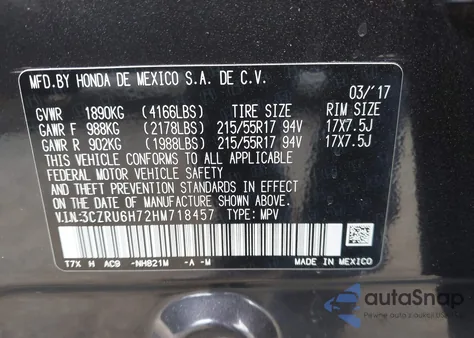 MFD.BY HONDA DE MEXICO S.A. DE C.V.
03/'17
GVWR 1890KG (4166LBS) TIRE SIZE RIM SIZE
GAWR F 988KG (2178LBS) 215/55R17 94V 17X7.5J
GAWR R 902KG (1988LBS) 215/55R17 94V 17X7.5J
THIS VEHICLE CONFORMS TO ALL APPLICABLE
FEDERAL MOTOR VEHICLE SAFETY
AND THEFT PREVENTION STANDARDS IN EFFECT
ON THE DATE OF MANUFACTURE SHOWN ABOVE.
V.I.N:3CZRU6H72HM718457 TYPE: MPV
T7X H AC9 -NH821M -A -M MADE IN MEXICO
autoSnap